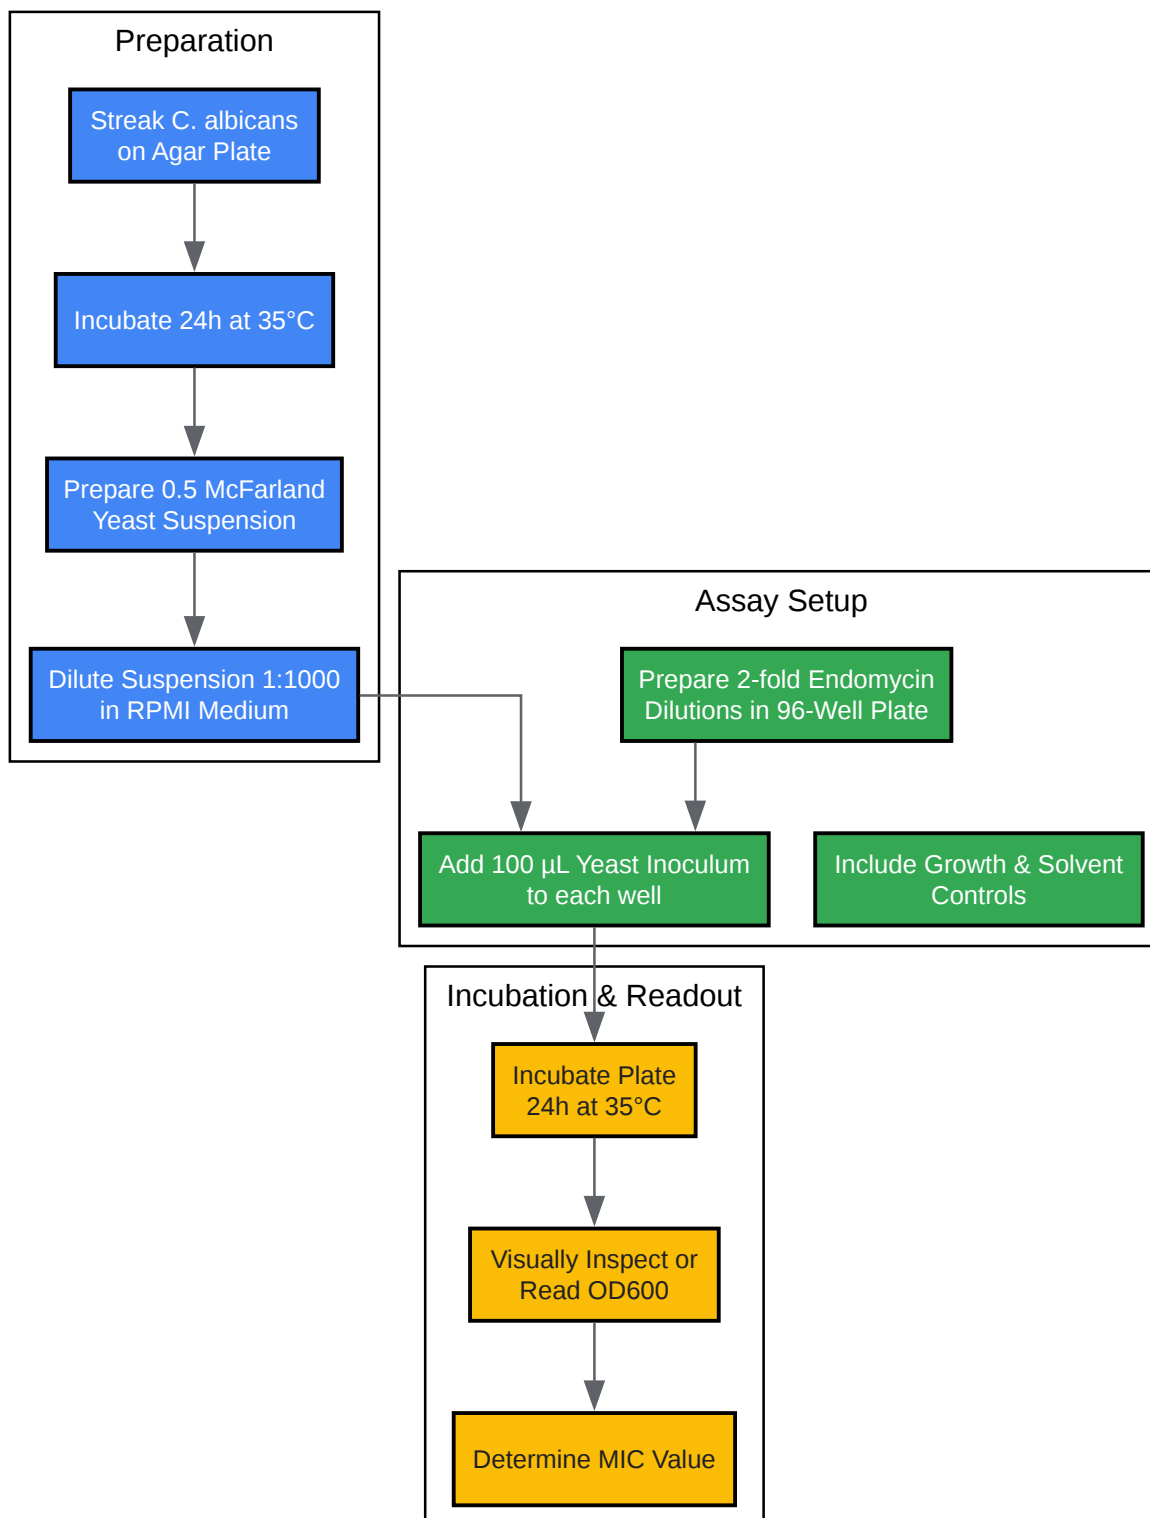 Preparation
Streak C. albicans
on Agar Plate
Incubate 24h at 35°C
Prepare 0.5 McFarland
Yeast Suspension
Dilute Suspension 1:1000
in RPMI Medium
Assay Setup
Prepare 2-fold Endomycin
Dilutions in 96-Well Plate
Add 100 µL Yeast Inoculum
to each well
Include Growth & Solvent
Controls
Incubation & Readout
Incubate Plate
24h at 35°C
Visually Inspect or
Read OD600
Determine MIC Value